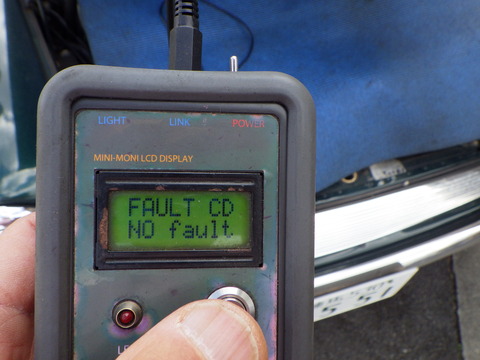 LIGHT LINK POWER
MINI-MONI LCD DISPLAY
FAULT CD
NO fault